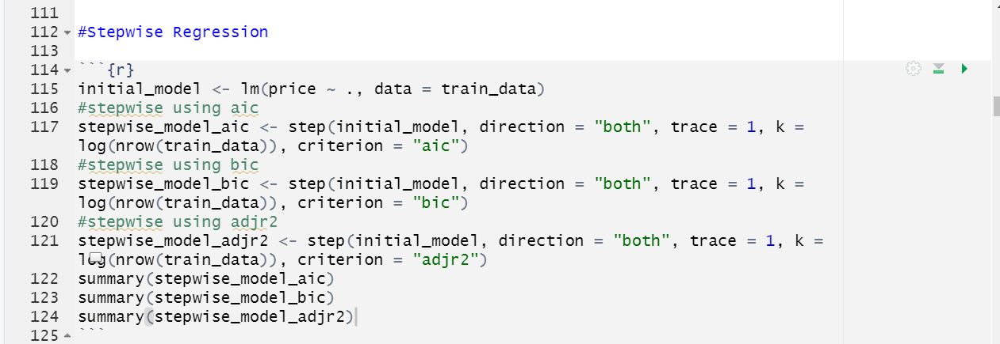 111
112 #Stepwise Regression
113
114 ```{r}
115 initial_model <- lm(price ~ ., data = train_data)
116 #stepwise using aic
117 stepwise_model_aic <- step(initial_model, direction = "both", trace = 1, k =
log(nrow(train_data)), criterion = "aic")
118 #stepwise using bic
119 stepwise_model_bic <- step(initial_model, direction = "both", trace = 1, k =
log(nrow(train_data)), criterion = "bic")
120 #stepwise using adjr2
121 stepwise_model_adjr2 <- step(initial_model, direction = "both", trace = 1, k =
log(nrow(train_data)), criterion = "adjr2")
122 summary(stepwise_model_aic)
123 summary(stepwise_model_bic)
124 summary(stepwise_model_adjr2)
125 ```